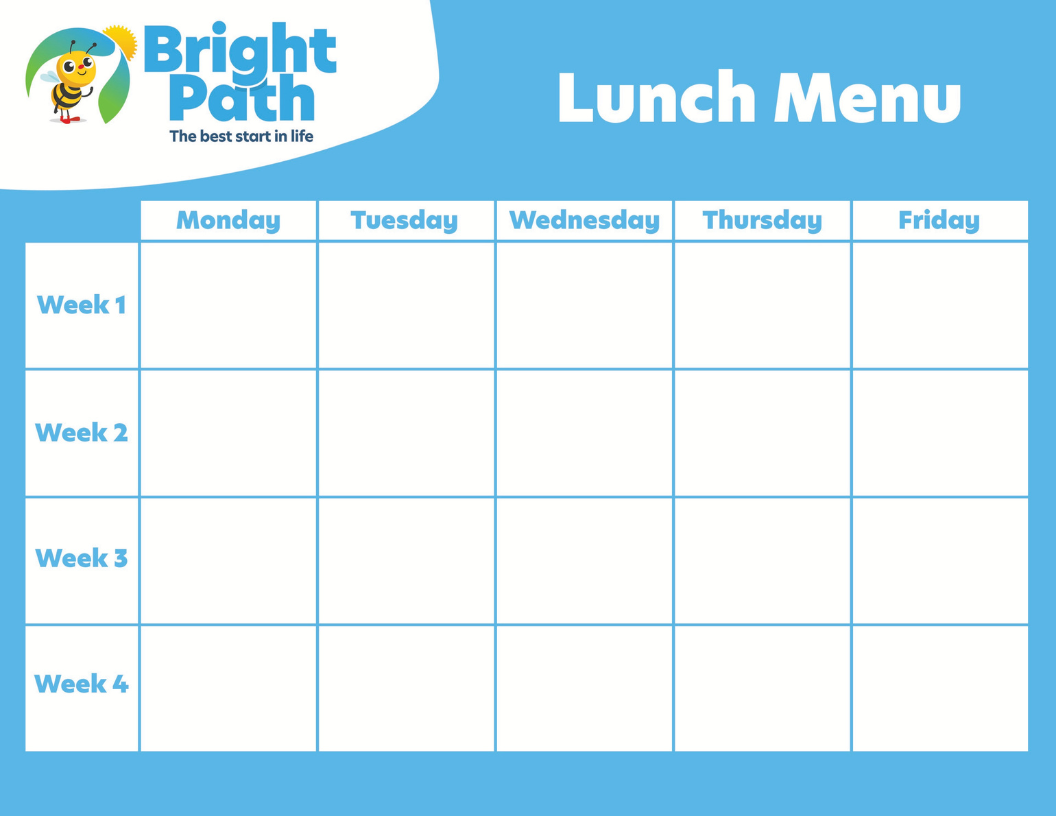 Bright
Path
The best start in life
Lunch Menu
Monday Tuesday Wednesday Thursday Friday
Week 1
Week 2
Week 3
Week 4